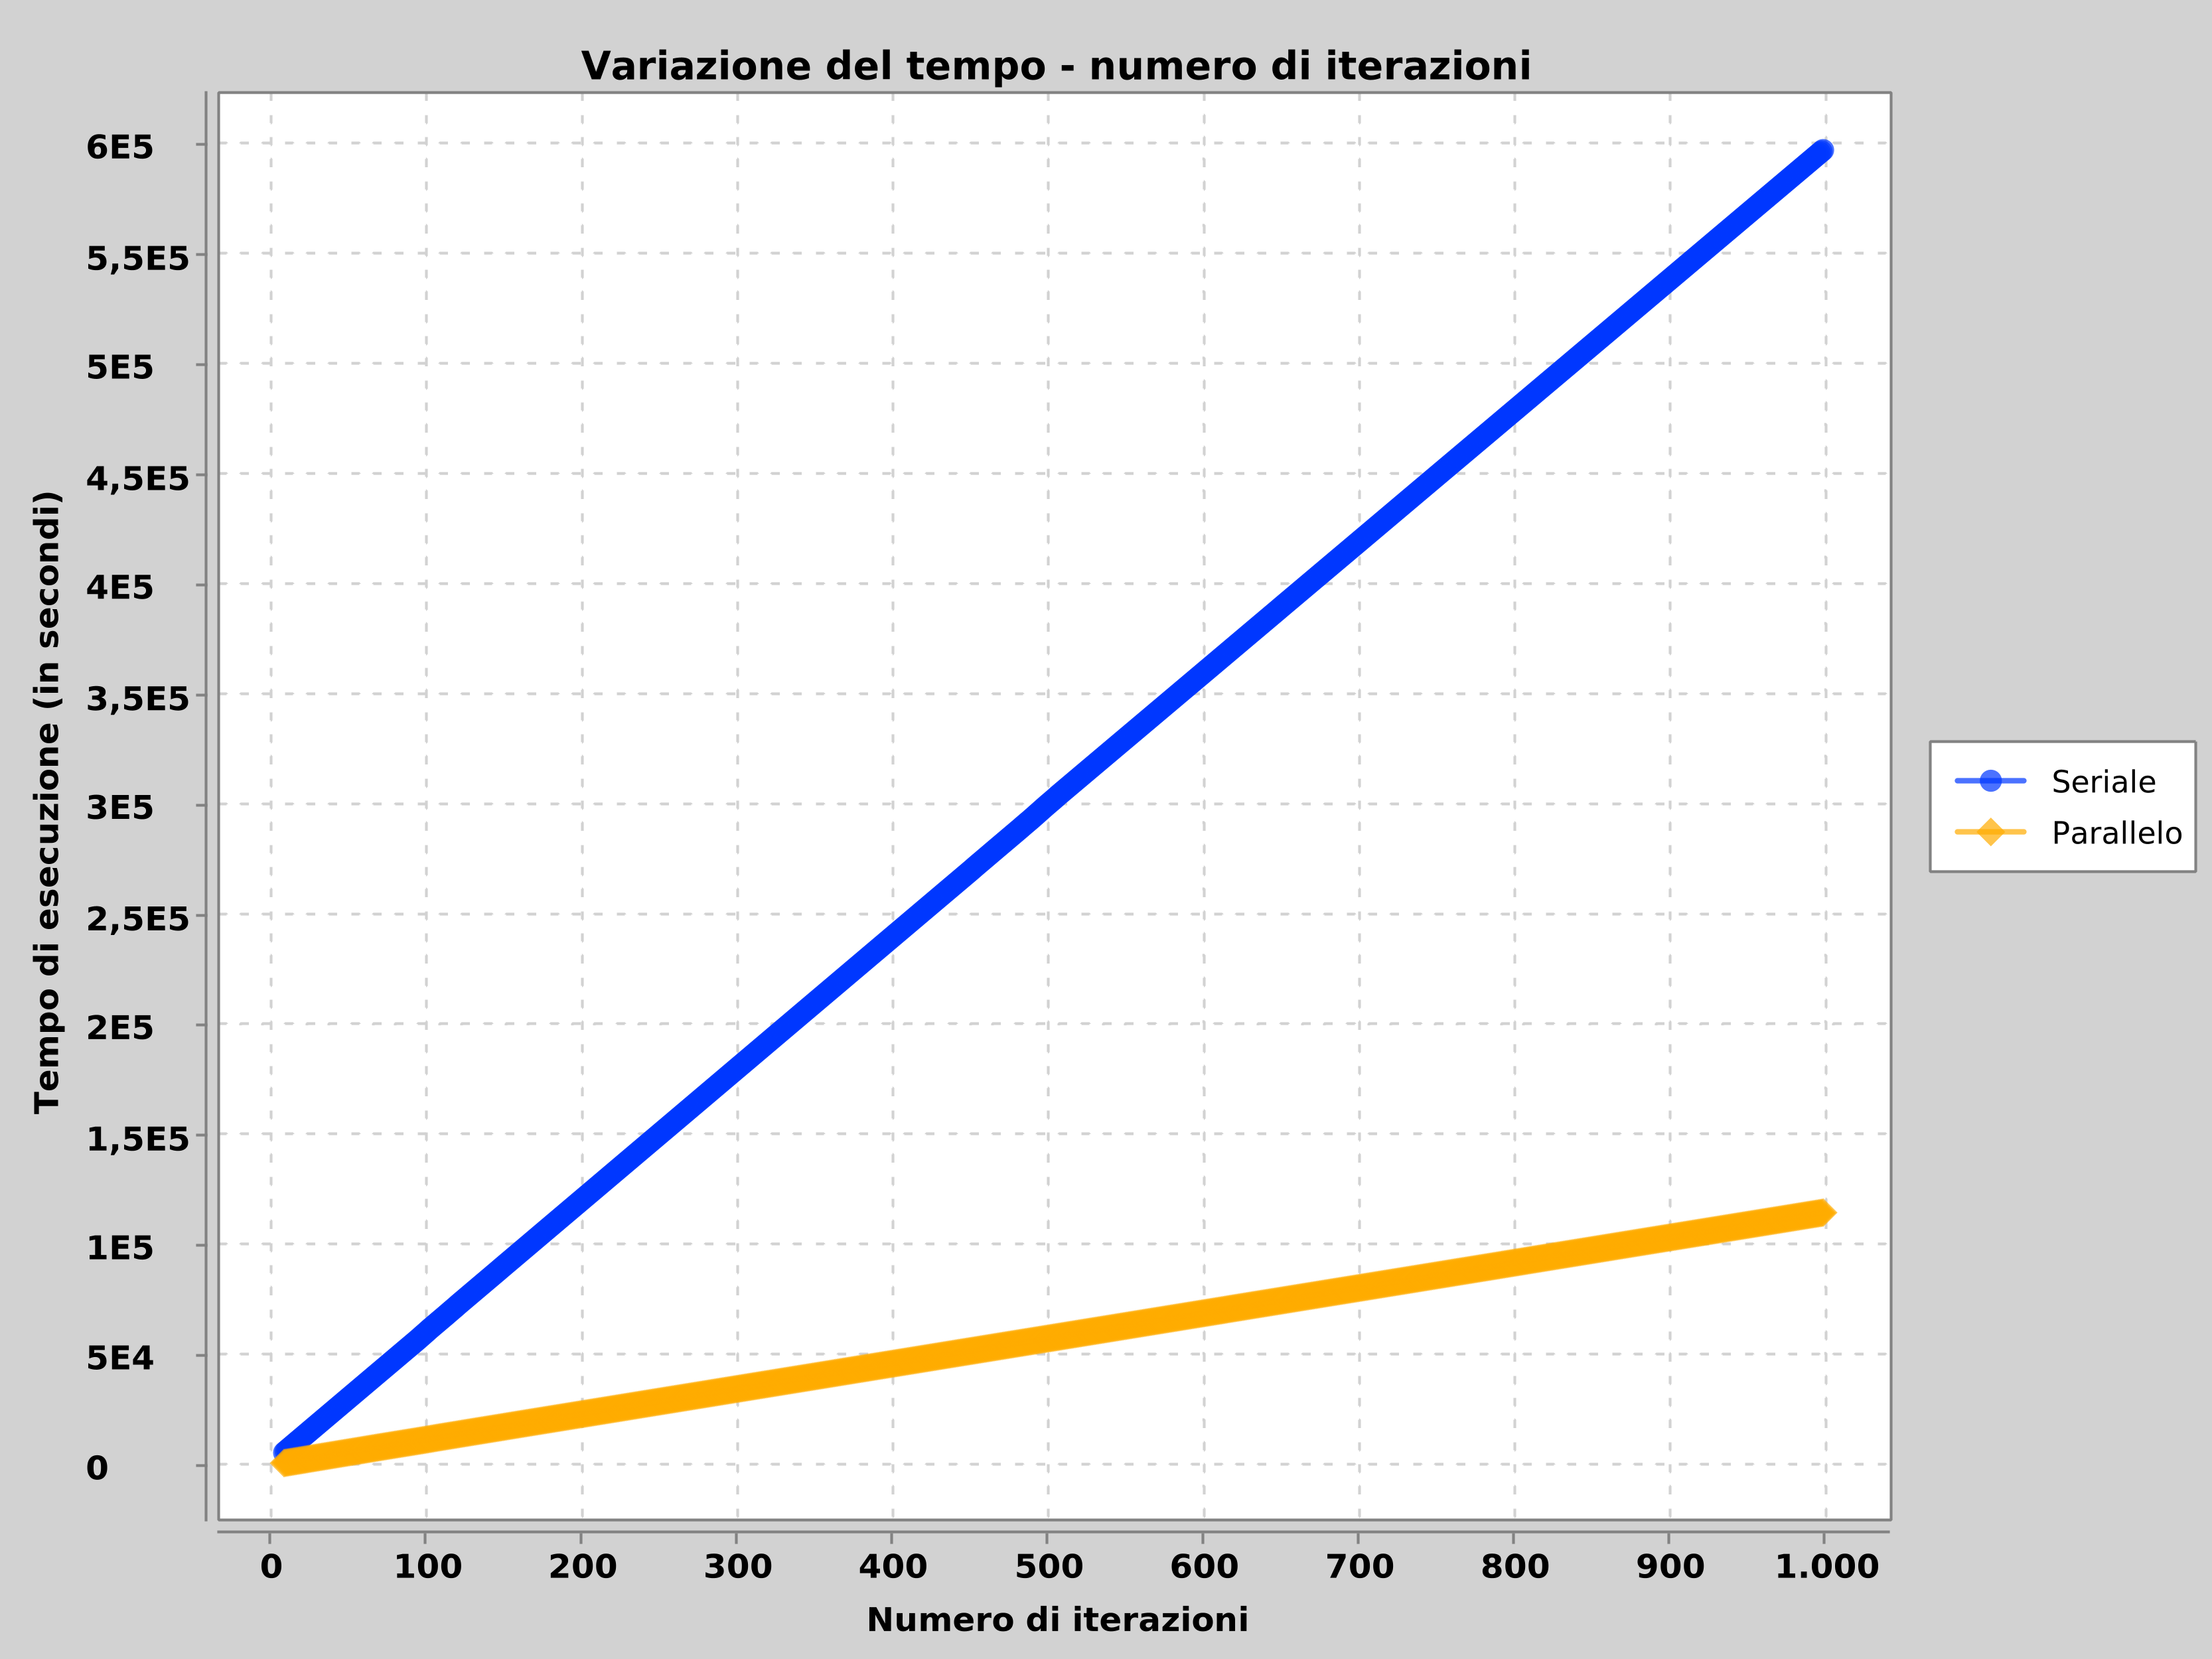 Variazione del tempo - numero di iterazioni
6E5
5,5E5
5E5
4,5E5
4E5
3,5E5
3E5
2,5E5
2E5
1,5E5
1E5
5E4
0
Tempo di esecuzione (in secondi)
0 100 200 300 400 500 600 700 800 900 1.000
Numero di iterazioni
Seriale
Parallelo